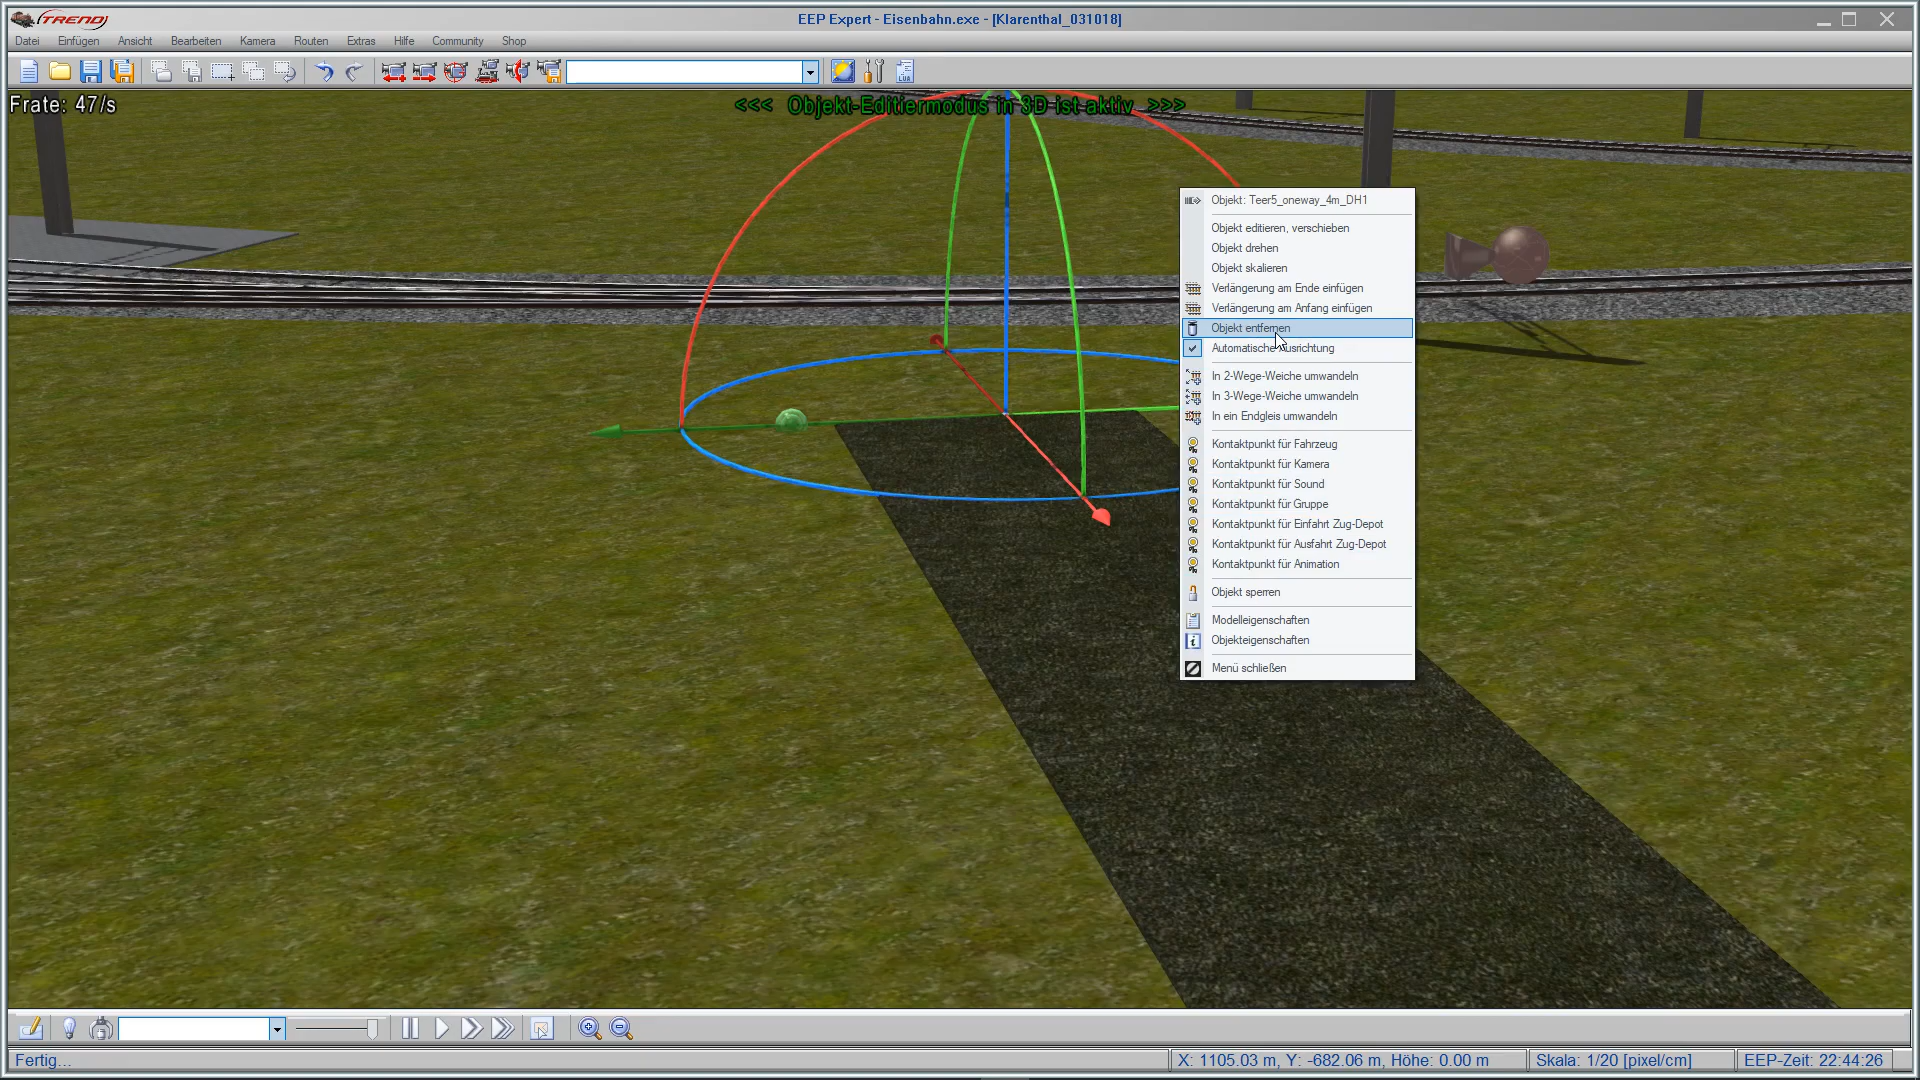 TREND
EEP Expert - Eisenbahn.exe - [Klarenthal_031018]
Datei Einfügen Ansicht Bearbeiten Kamera Routen Extras Hilfe Community Shop
LUA
Frate: 47/s
<<< Objekt-Editiermodus in 3D ist aktiv >>>
Objekt: Teer5_oneway_4m_DH1
Objekt editieren, verschieben
Objekt drehen
Objekt skalieren
Verlängerung am Ende einfügen
Verlängerung am Anfang einfügen
Objekt entfernen
Automatische Ausrichtung
In 2-Wege-Weiche umwandeln
In 3-Wege-Weiche umwandeln
In ein Endgleis umwandeln
Kontaktpunkt für Fahrzeug
Kontaktpunkt für Kamera
Kontaktpunkt für Sound
Kontaktpunkt für Gruppe
Kontaktpunkt für Einfahrt Zug-Depot
Kontaktpunkt für Ausfahrt Zug-Depot
Kontaktpunkt für Animation
Objekt sperren
Modelleigenschaften
Objekteigenschaften
Menü schließen
Fertig...
X: 1105.03 m, Y: -682.06 m, Höhe: 0.00 m
Skala: 1/20 [pixel/cm]
EEP-Zeit: 22:44:26